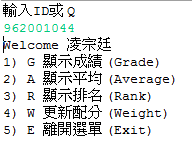 輸入ID或 Q
962001044
Welcome 凌宗廷
1) G 顯示成績 (Grade)
2) A 顯示平均 (Average)
3) R 顯示排名 (Rank)
4) W 更新配分 (Weight)
5) E 離開選單 (Exit)